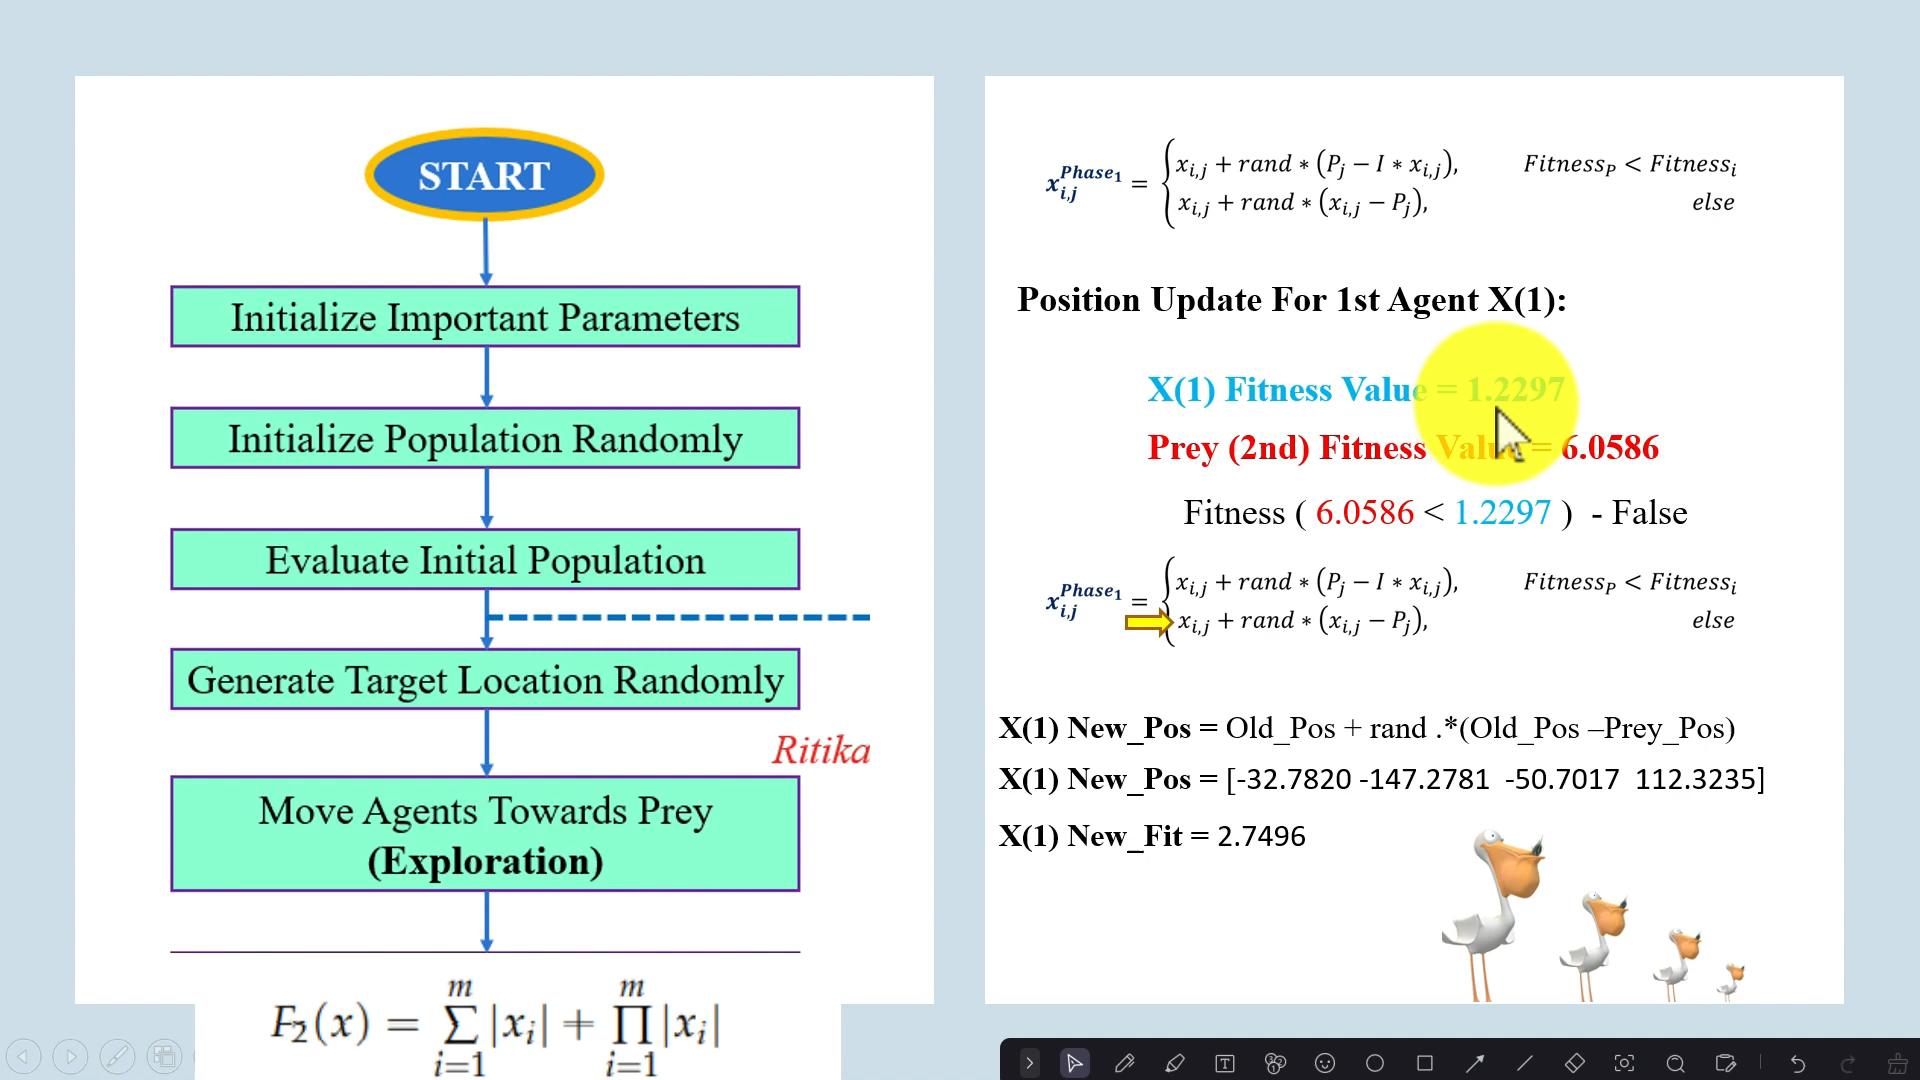 START
Initialize Important Parameters
Initialize Population Randomly
Evaluate Initial Population
Generate Target Location Randomly
Ritika
Move Agents Towards Prey
(Exploration)
F₂(x) = ∑ᵢ₌₁ᵐ |xᵢ| + ∏ᵢ₌₁ᵐ |xᵢ|
x_{i,j}^{Phase₁} = { x_{i,j} + rand ∗ (P_j − I ∗ x_{i,j}), Fitness_P < Fitness_i
x_{i,j} + rand ∗ (x_{i,j} − P_j), else
Position Update For 1st Agent X(1):
X(1) Fitness Value = 1.2297
Prey (2nd) Fitness Value = 6.0586
Fitness ( 6.0586 < 1.2297 ) - False
x_{i,j}^{Phase₁} = { x_{i,j} + rand ∗ (P_j − I ∗ x_{i,j}), Fitness_P < Fitness_i
x_{i,j} + rand ∗ (x_{i,j} − P_j), else
X(1) New_Pos = Old_Pos + rand .*(Old_Pos –Prey_Pos)
X(1) New_Pos = [-32.7820 -147.2781 -50.7017 112.3235]
X(1) New_Fit = 2.7496